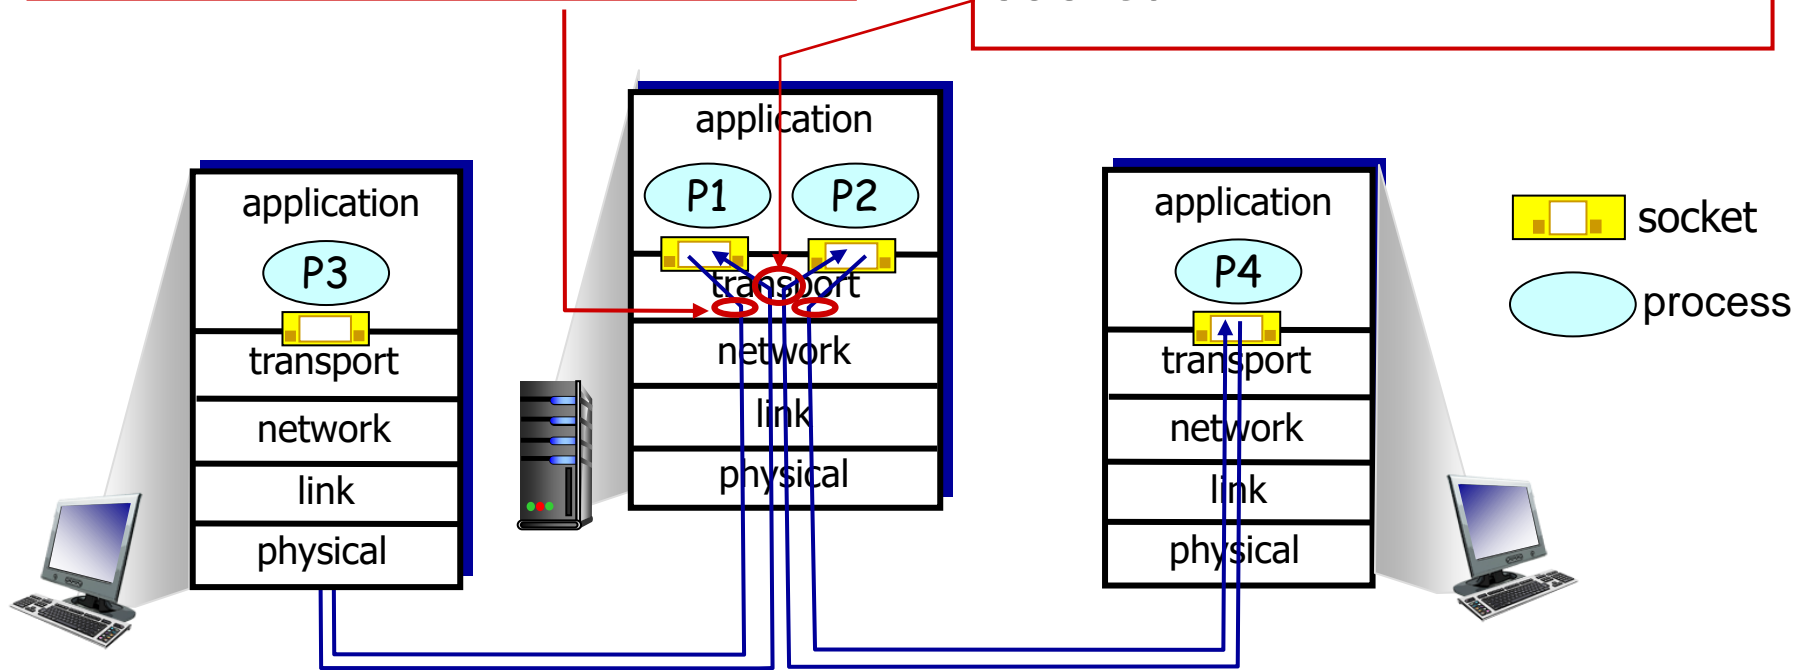 application
P1
P2
transport
network
link
physical
application
P3
transport
network
link
physical
application
P4
transport
network
link
physical
socket
process